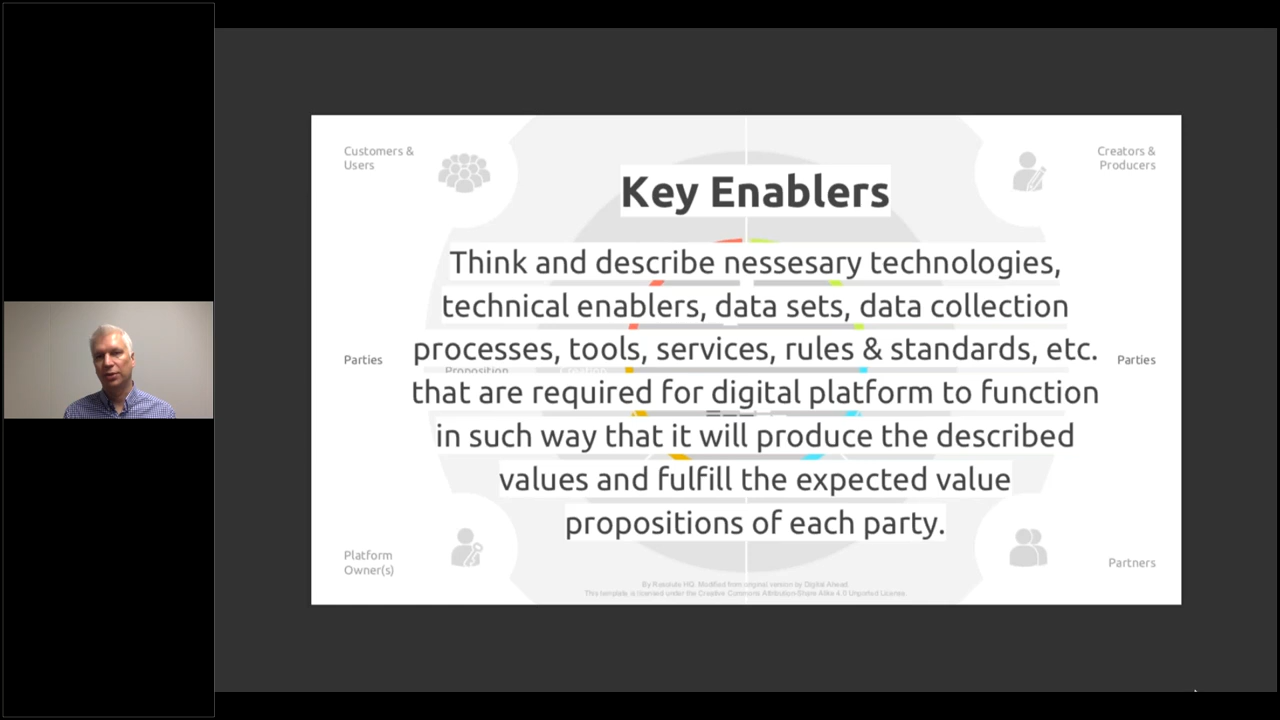 Customers &
Users
Creators &
Producers
Key Enablers
Think and describe nessesary technologies,
technical enablers, data sets, data collection
processes, tools, services, rules & standards, etc.
Parties
Parties
Proposition
Creation
that are required for digital platform to function
in such way that it will produce the described
values and fulfill the expected value
propositions of each party.
Platform
Owner(s)
Partners
Modified from original version by Digital Ahead
This template is licensed under the Creative Commons Attribution-Share Alike 4.0 Unported License.